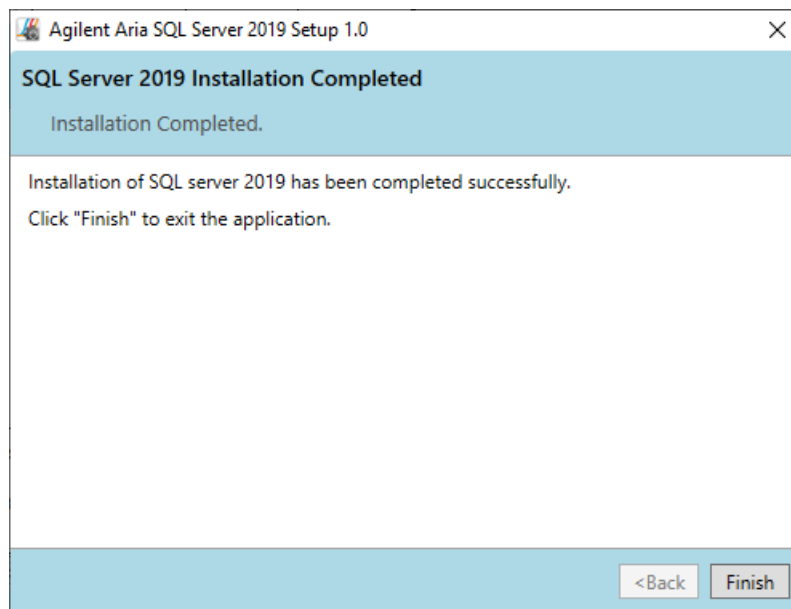 Agilent Aria SQL Server 2019 Setup 1.0
SQL Server 2019 Installation Completed
Installation Completed.
Installation of SQL server 2019 has been completed successfully.
Click "Finish" to exit the application.
<Back
Finish